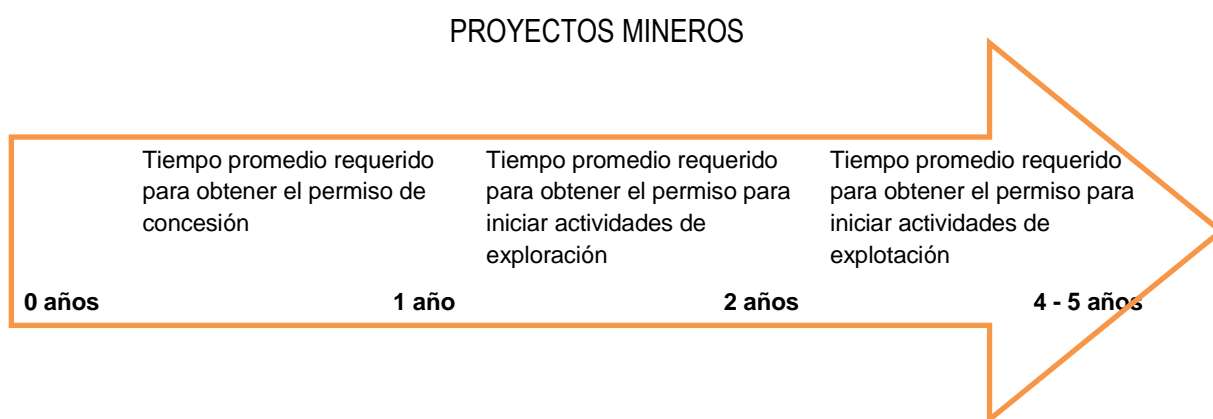 PROYECTOS MINEROS
Tiempo promedio requerido
para obtener el permiso de
concesión
Tiempo promedio requerido
para obtener el permiso para
iniciar actividades de
exploración
Tiempo promedio requerido
para obtener el permiso para
iniciar actividades de
explotación
0 años
1 año
2 años
4 - 5 años